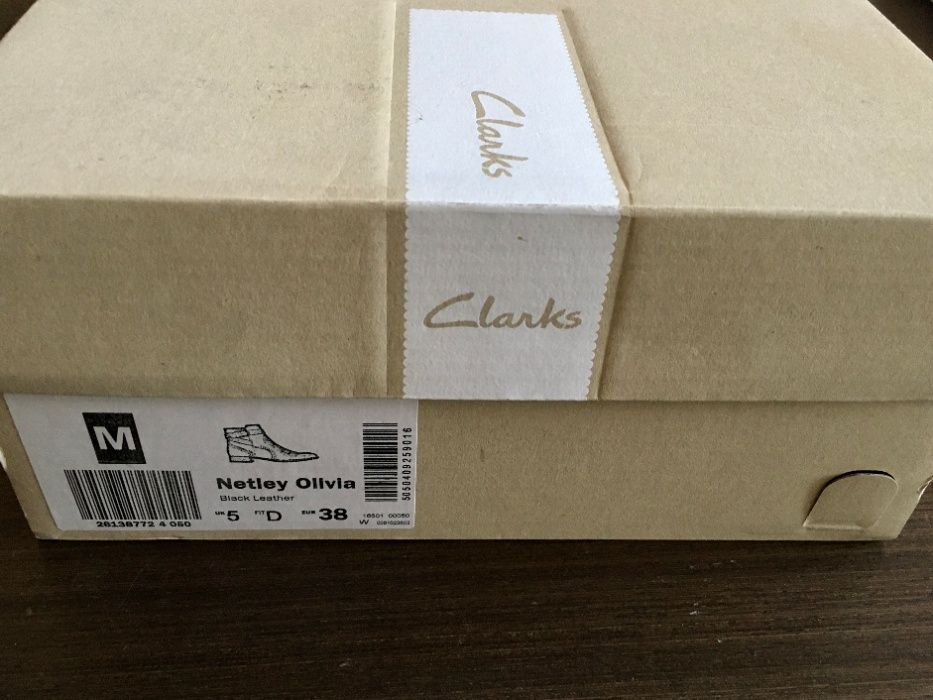 Clarks
Clarks
M
26138772 4 050
Netley Olivia
Black Leather
UK 5 FIT D EUR 38
5050409259016
W